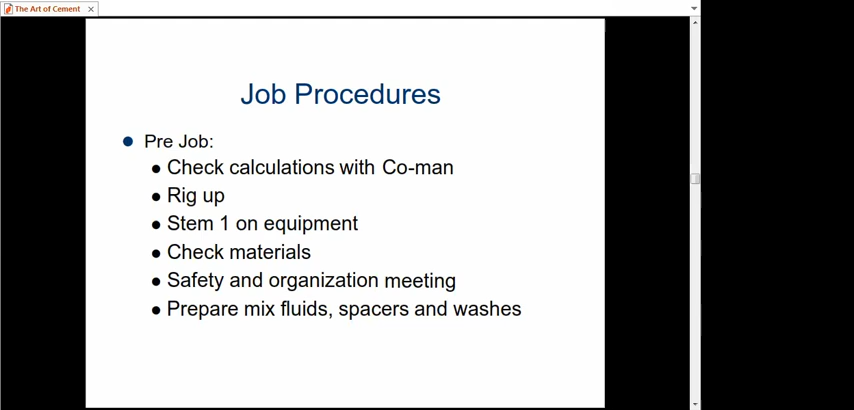 The Art of Cement
Job Procedures
Pre Job:
Check calculations with Co-man
Rig up
Stem 1 on equipment
Check materials
Safety and organization meeting
Prepare mix fluids, spacers and washes